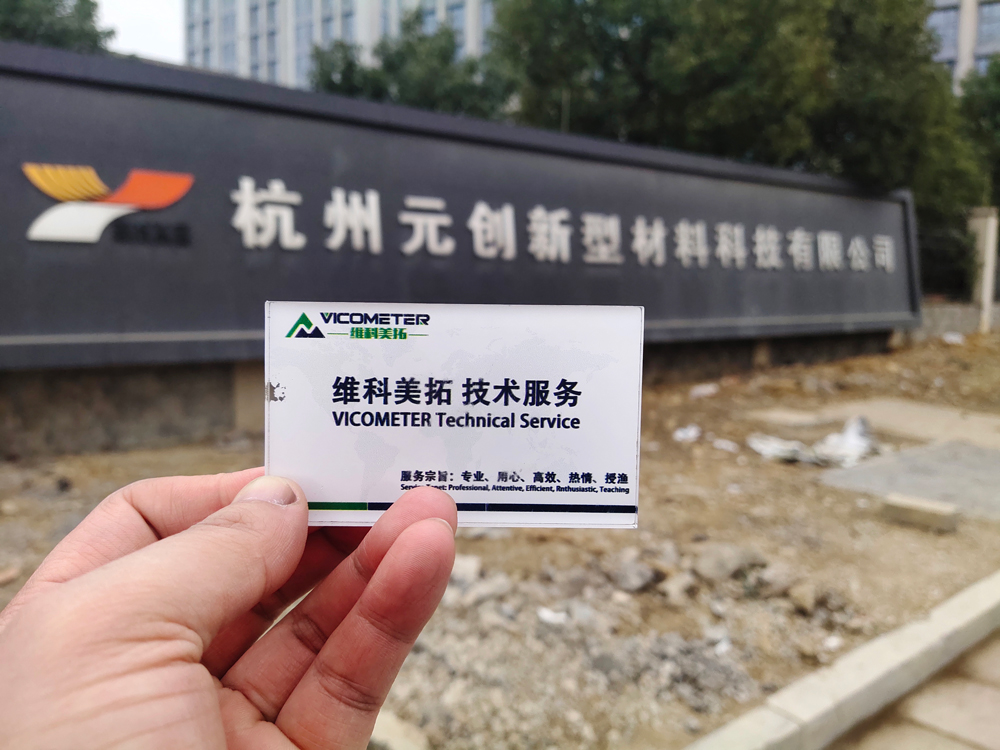 杭州元创新型材料科技有限公司
VICOMETER
维科美拓
维科美拓 技术服务
VICOMETER Technical Service
服务宗旨：专业、用心、高效、热情、授渔
Professional, Attentive, Efficient, Rnthusiastic, Teaching